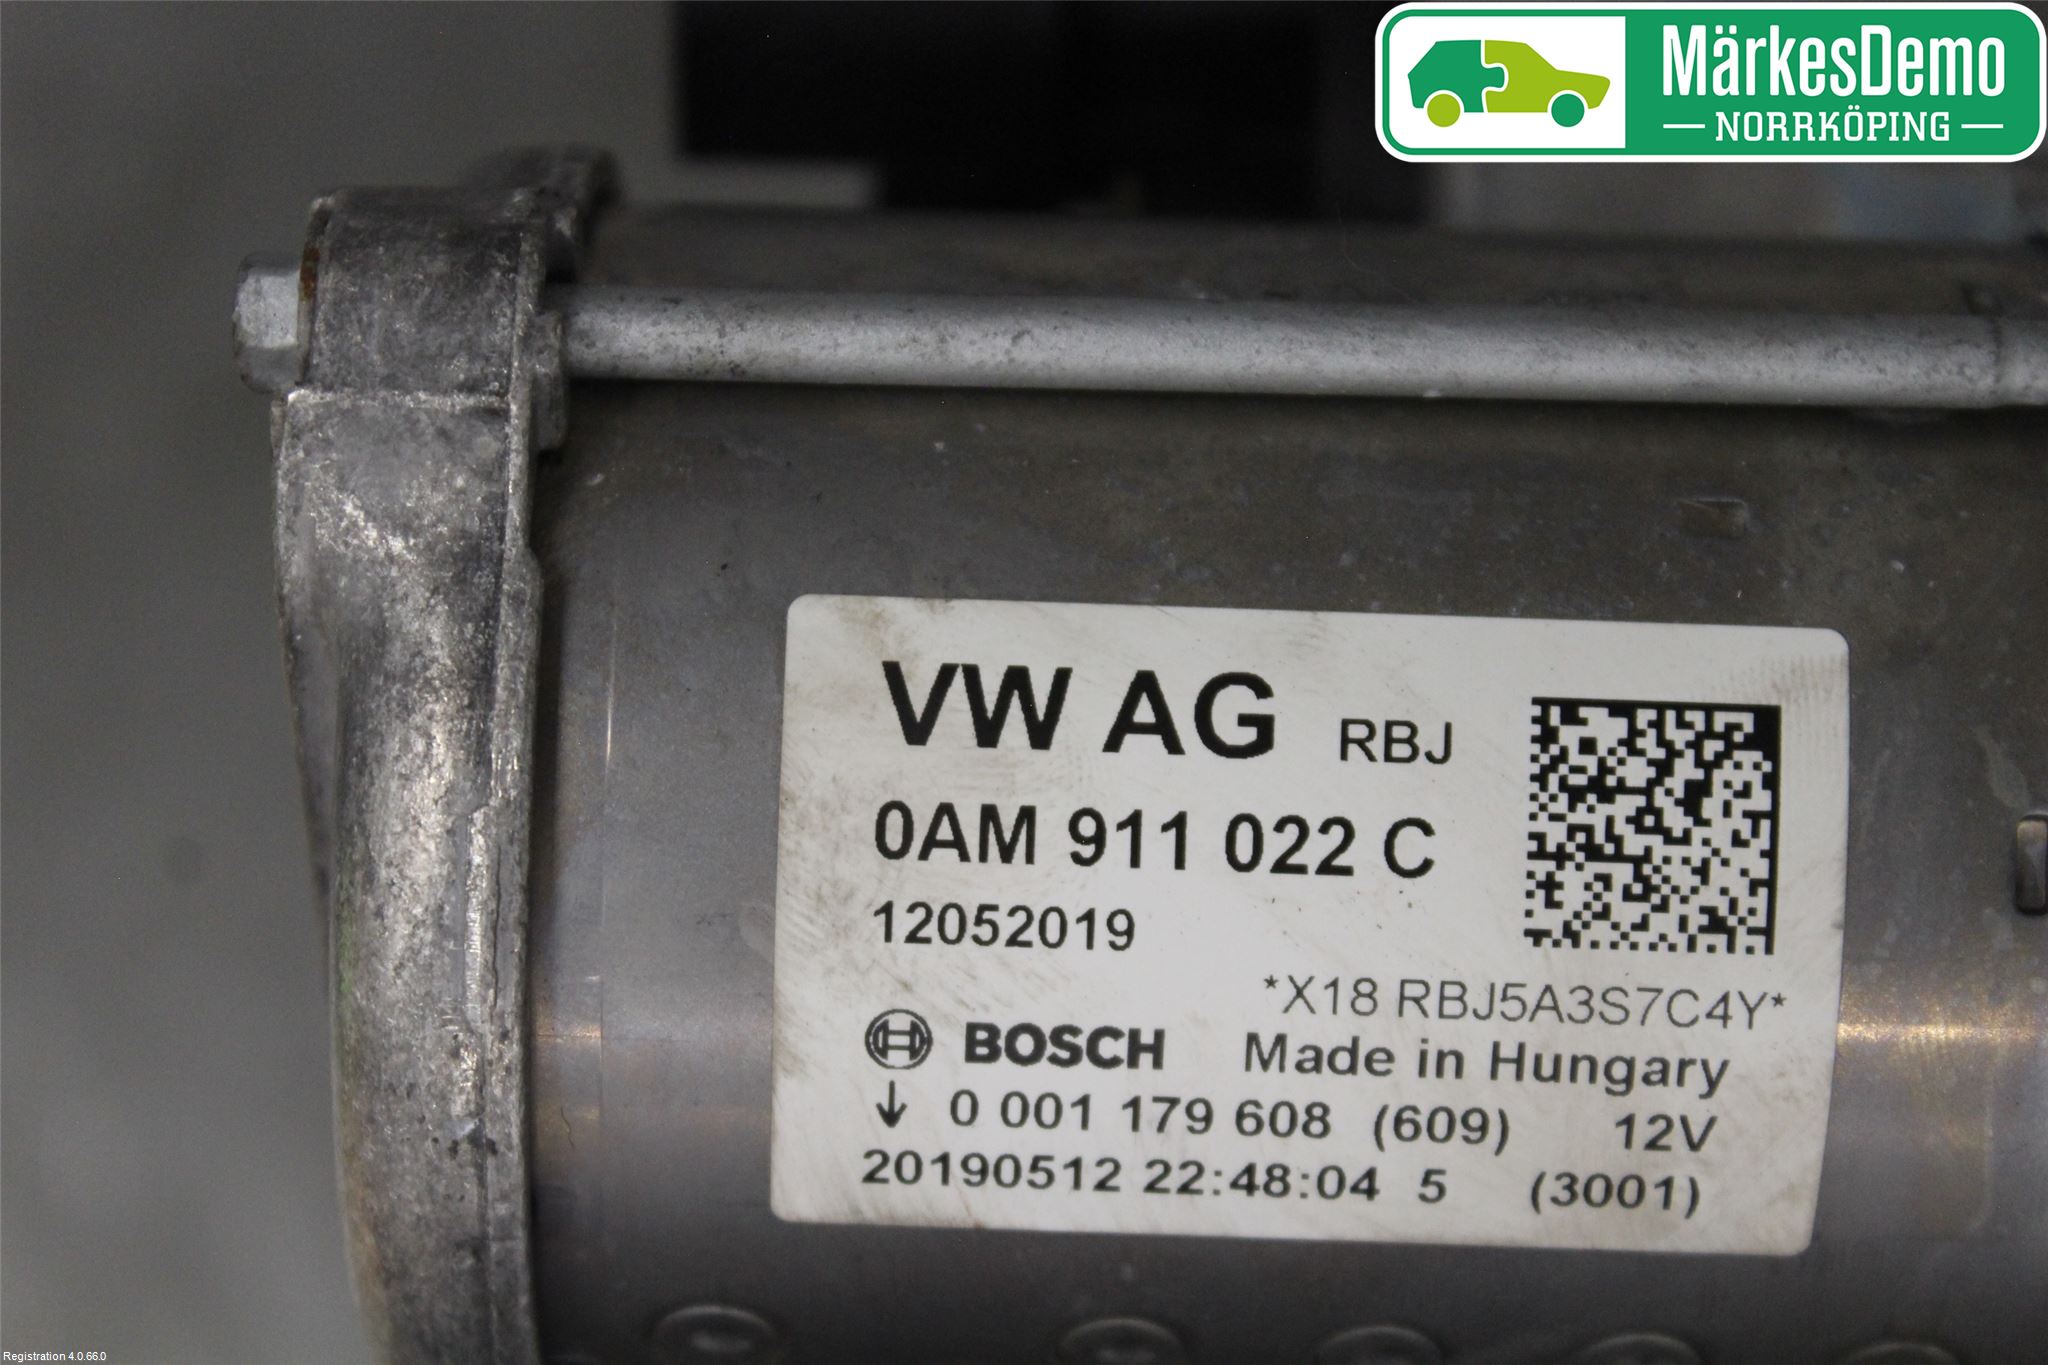 MärkesDemo
NORRKÖPING
VW AG RBJ
0AM 911 022 C
12052019
*X18 RBJ5A3S7C4Y*
BOSCH Made in Hungary
↓ 0 001 179 608 (609) 12V
20190512 22:48:04 5 (3001)
Registration 4.0.66.0